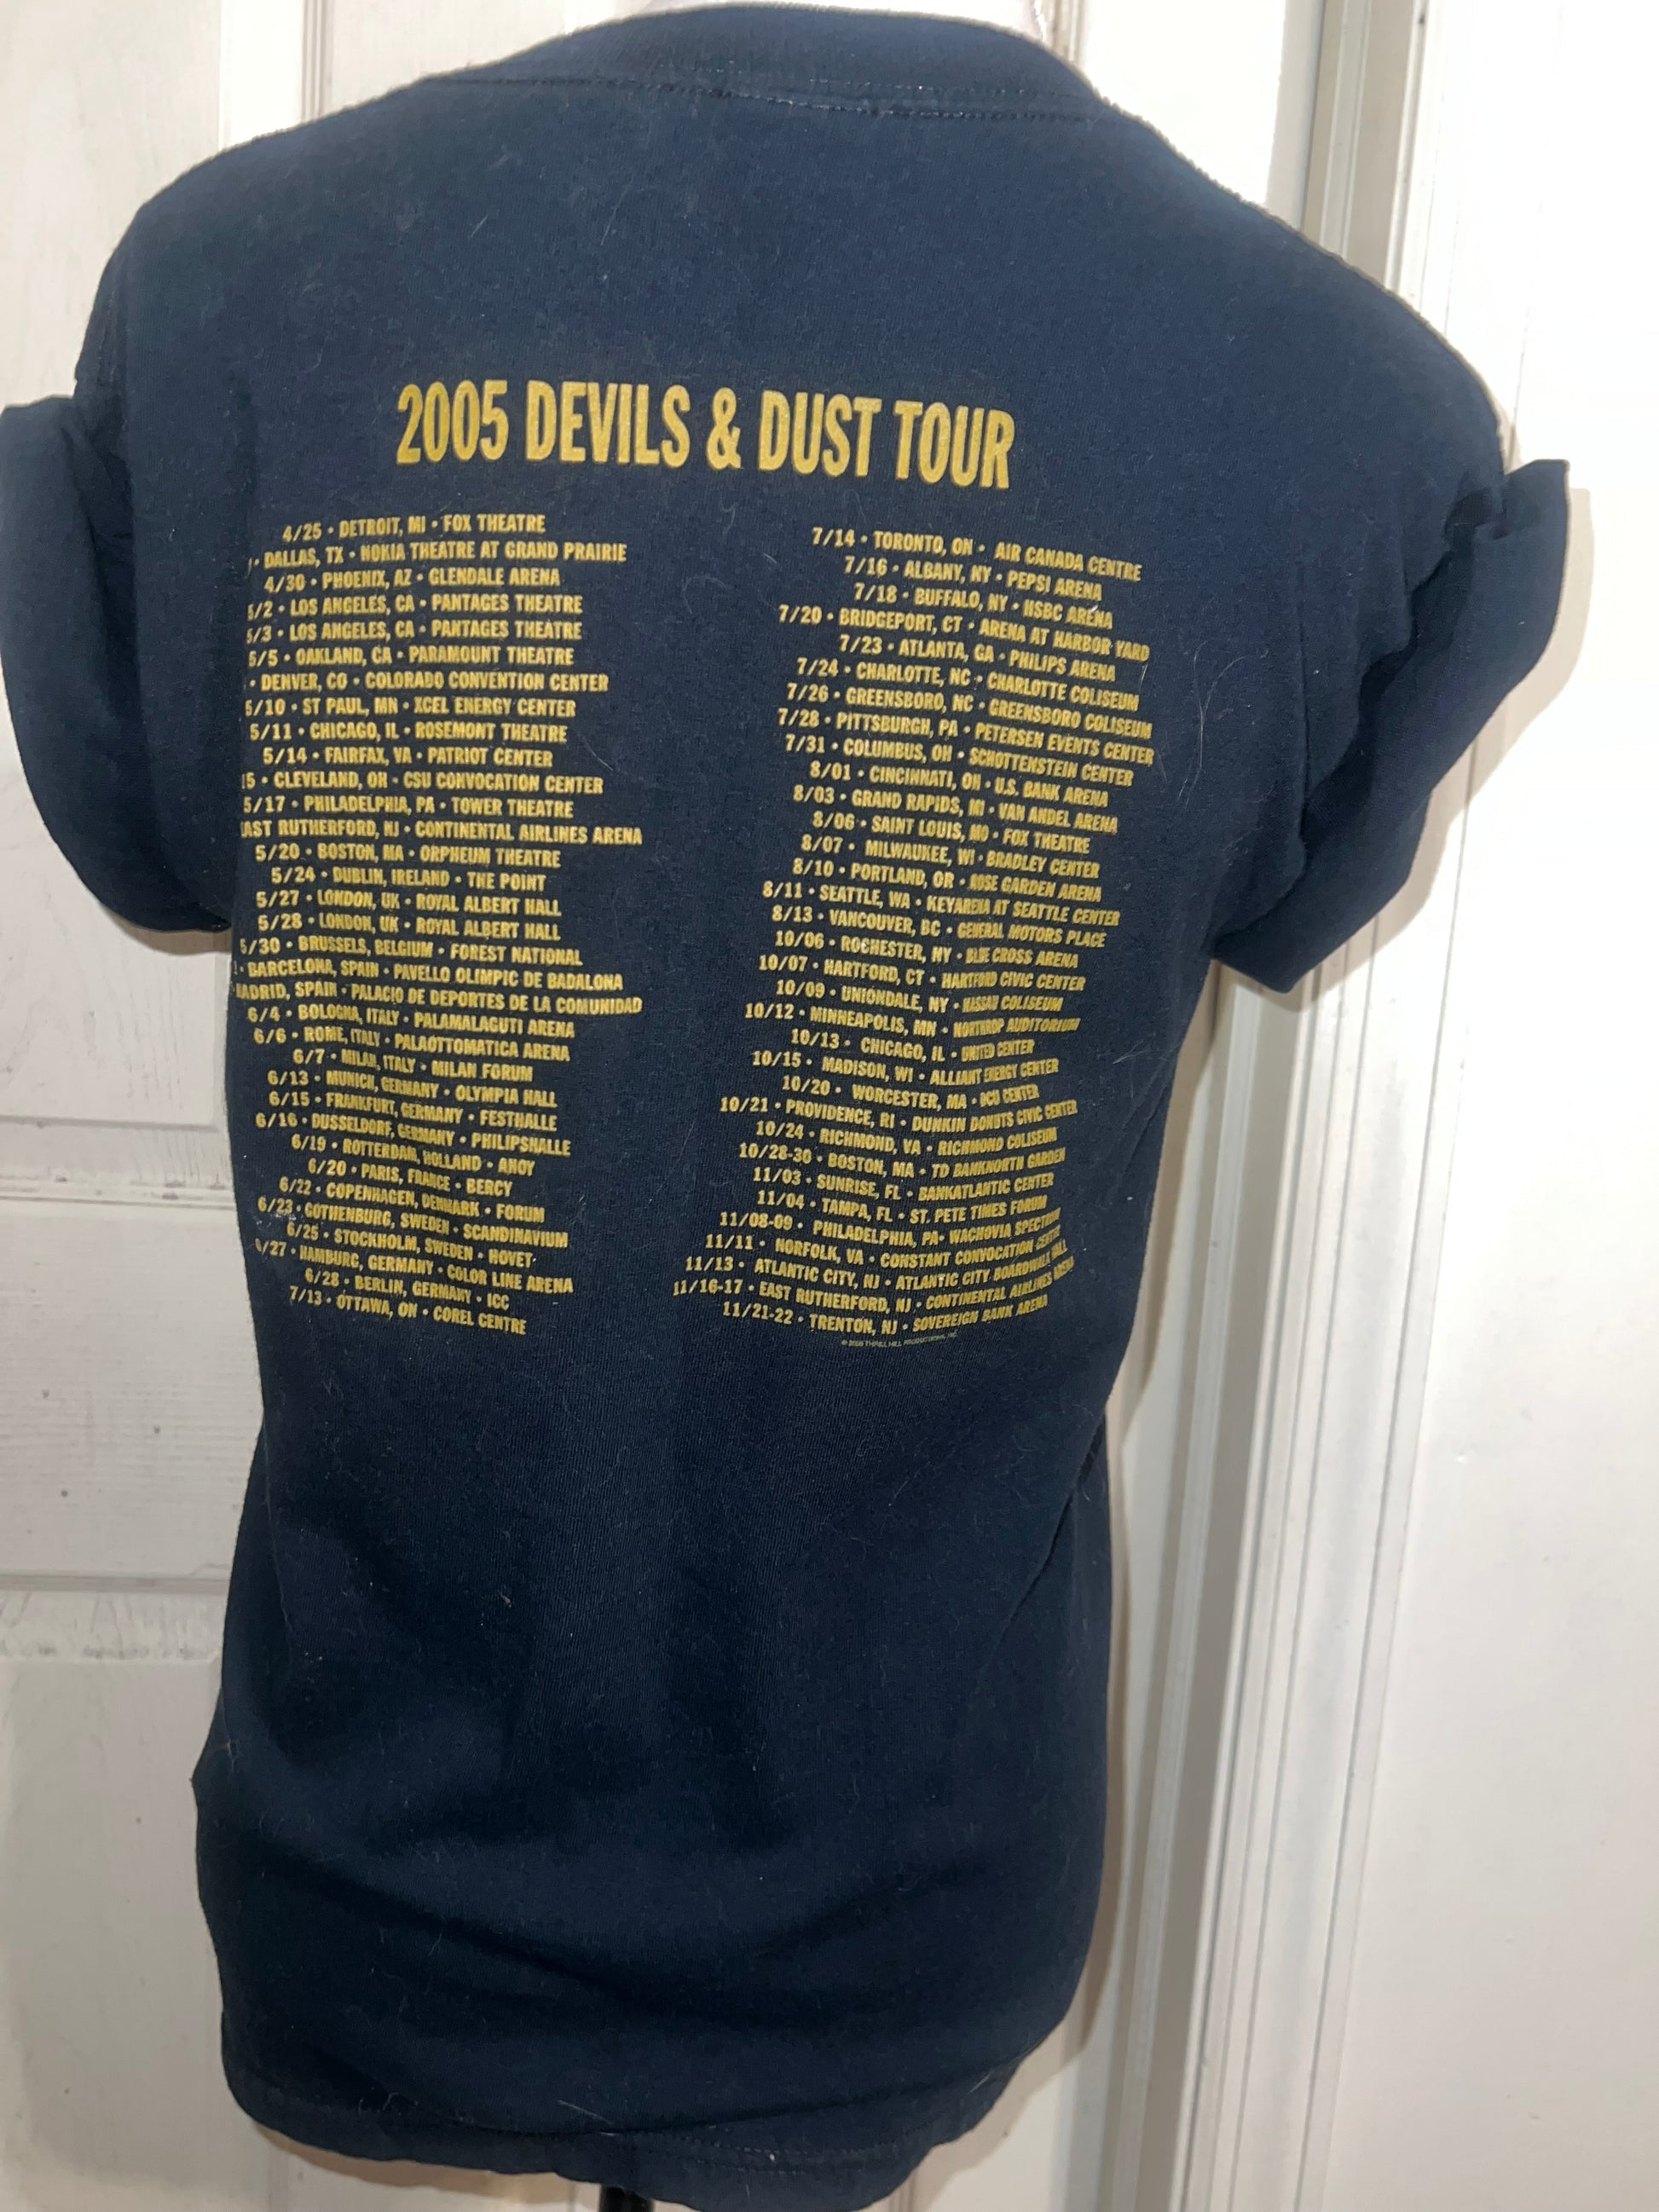 2005 DEVILS & DUST TOUR
4/25 • DETROIT, MI • FOX THEATRE
• DALLAS, TX • NOKIA THEATRE AT GRAND PRAIRIE
4/30 • PHOENIX, AZ • GLENDALE ARENA
5/2 • LOS ANGELES, CA • PANTAGES THEATRE
5/3 • LOS ANGELES, CA • PANTAGES THEATRE
5/5 • OAKLAND, CA • PARAMOUNT THEATRE
• DENVER, CO • COLORADO CONVENTION CENTER
5/10 • ST PAUL, MN • XCEL ENERGY CENTER
5/11 • CHICAGO, IL • ROSEMONT THEATRE
5/14 • FAIRFAX, VA • PATRIOT CENTER
15 • CLEVELAND, OH • CSU CONVOCATION CENTER
5/17 • PHILADELPHIA, PA • TOWER THEATRE
EAST RUTHERFORD, NJ • CONTINENTAL AIRLINES ARENA
5/20 • BOSTON, MA • ORPHEUM THEATRE
5/24 • DUBLIN, IRELAND • THE POINT
5/27 • LONDON, UK • ROYAL ALBERT HALL
5/28 • LONDON, UK • ROYAL ALBERT HALL
5/30 • BRUSSELS, BELGIUM • FOREST NATIONAL
• BARCELONA, SPAIN • PAVELLO OLIMPIC DE BADALONA
MADRID, SPAIN • PALACIO DE DEPORTES DE LA COMUNIDAD
6/4 • BOLOGNA, ITALY • PALAMALAGUTI ARENA
6/6 • ROME, ITALY • PALAOTTOMATICA ARENA
6/7 • MILAN, ITALY • MILAN FORUM
6/13 • MUNICH, GERMANY • OLYMPIA HALL
6/15 • FRANKFURT, GERMANY • FESTHALLE
6/16 • DUSSELDORF, GERMANY • PHILIPSHALLE
6/19 • ROTTERDAM, HOLLAND • AHOY
6/20 • PARIS, FRANCE • BERCY
6/22 • COPENHAGEN, DENMARK • FORUM
6/23 • GOTHENBURG, SWEDEN • SCANDINAVIUM
6/25 • STOCKHOLM, SWEDEN • HOVET
6/27 • HAMBURG, GERMANY • COLOR LINE ARENA
6/28 • BERLIN, GERMANY • ICC
7/13 • OTTAWA, ON • COREL CENTRE
7/14 • TORONTO, ON • AIR CANADA CENTRE
7/16 • ALBANY, NY • PEPSI ARENA
7/18 • BUFFALO, NY • HSBC ARENA
7/20 • BRIDGEPORT, CT • ARENA AT HARBOR YARD
7/23 • ATLANTA, GA • PHILIPS ARENA
7/24 • CHARLOTTE, NC • CHARLOTTE COLISEUM
7/26 • GREENSBORO, NC • GREENSBORO COLISEUM
7/28 • PITTSBURGH, PA • PETERSEN EVENTS CENTER
7/31 • COLUMBUS, OH • SCHOTTENSTEIN CENTER
8/01 • CINCINNATI, OH • U.S. BANK ARENA
8/03 • GRAND RAPIDS, MI • VAN ANDEL ARENA
8/06 • SAINT LOUIS, MO • FOX THEATRE
8/07 • MILWAUKEE, WI • BRADLEY CENTER
8/10 • PORTLAND, OR • ROSE GARDEN ARENA
8/11 • SEATTLE, WA • KEYARENA AT SEATTLE CENTER
8/13 • VANCOUVER, BC • GENERAL MOTORS PLACE
10/06 • ROCHESTER, NY • BLUE CROSS ARENA
10/07 • HARTFORD, CT • HARTFORD CIVIC CENTER
10/09 • UNIONDALE, NY • NASSAU COLISEUM
10/12 • MINNEAPOLIS, MN • NORTHROP AUDITORIUM
10/13 • CHICAGO, IL • UNITED CENTER
10/15 • MADISON, WI • ALLIANT ENERGY CENTER
10/20 • WORCESTER, MA • DCU CENTER
10/21 • PROVIDENCE, RI • DUNKIN DONUTS CIVIC CENTER
10/24 • RICHMOND, VA • RICHMOND COLISEUM
10/28-30 • BOSTON, MA • TD BANKNORTH GARDEN
11/03 • SUNRISE, FL • BANKATLANTIC CENTER
11/04 • TAMPA, FL • ST. PETE TIMES FORUM
11/08-09 • PHILADELPHIA, PA • WACHOVIA SPECTRUM
11/11 • NORFOLK, VA • CONSTANT CONVOCATION CENTER
11/13 • ATLANTIC CITY, NJ • ATLANTIC CITY BOARDWALK HALL
11/16-17 • EAST RUTHERFORD, NJ • CONTINENTAL AIRLINES ARENA
11/21-22 • TRENTON, NJ • SOVEREIGN BANK ARENA
THRILL HILL PRODUCTIONS, INC.